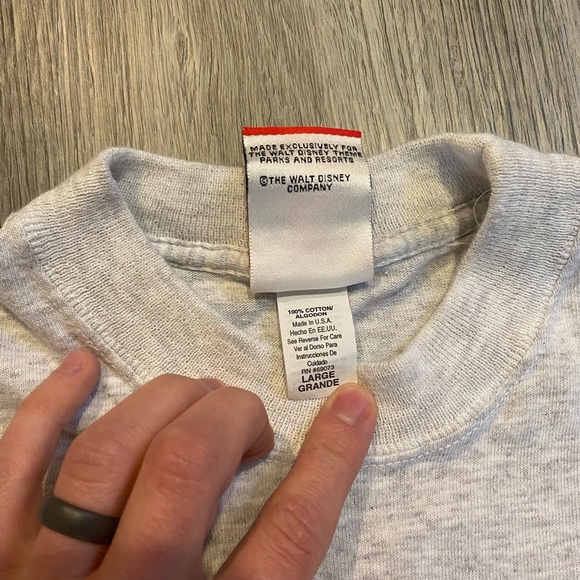 MADE EXCLUSIVELY FOR
THE WALT DISNEY THEME
PARKS AND RESORTS
©THE WALT DISNEY
COMPANY
100% COTTON/
ALGODON
Made In U.S.A.
Hecho En EE.UU.
See Reverse For Care
Ver al Dorso Para
Instrucciones De
Cuidado
RN #69073
LARGE
GRANDE